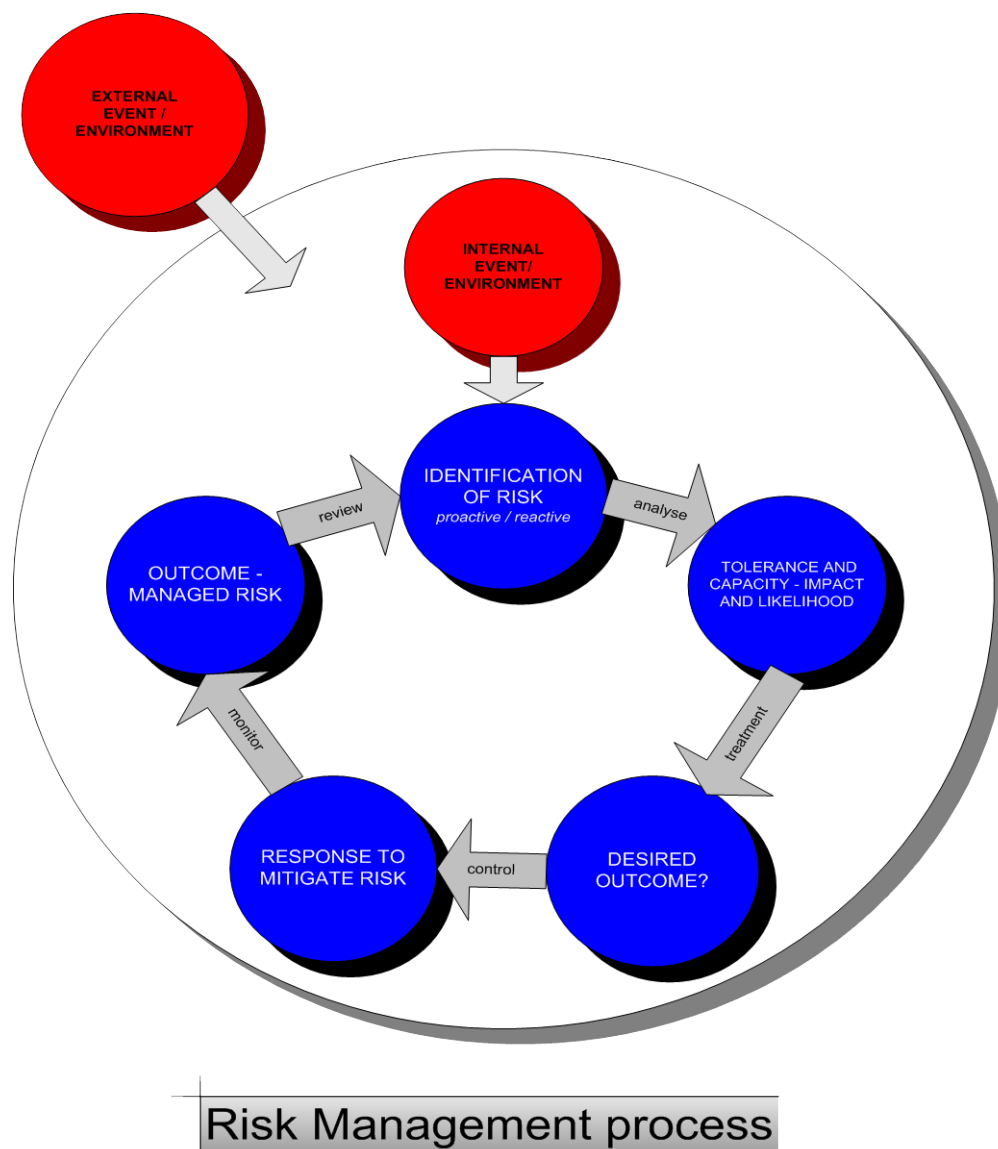 EXTERNAL
EVENT /
ENVIRONMENT
INTERNAL
EVENT/
ENVIRONMENT
IDENTIFICATION
OF RISK
proactive / reactive
analyse
TOLERANCE AND
CAPACITY - IMPACT
AND LIKELIHOOD
treatment
DESIRED
OUTCOME?
control
RESPONSE TO
MITIGATE RISK
monitor
OUTCOME -
MANAGED RISK
review
Risk Management process